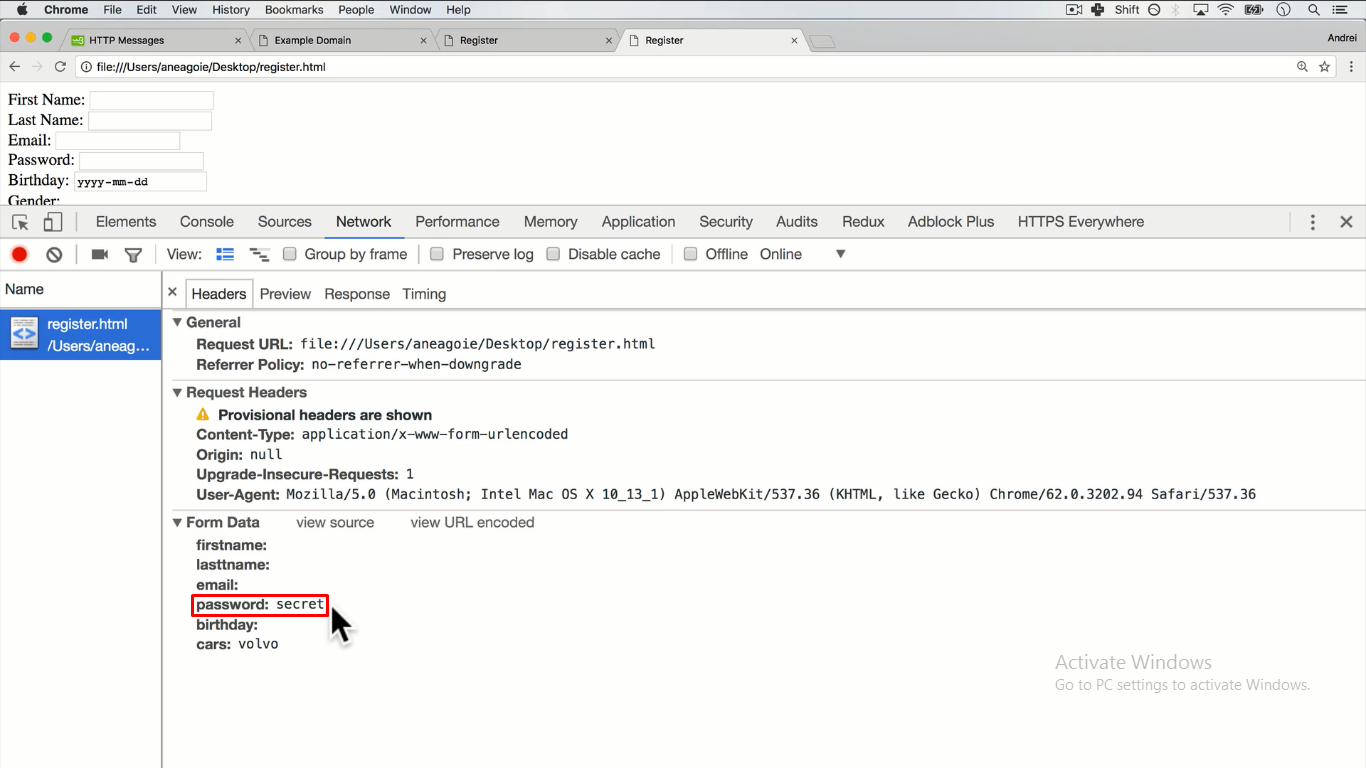 Chrome File Edit View History Bookmarks People Window Help Shift
HTTP Messages Example Domain Register Register Andrei
file:///Users/aneagoie/Desktop/register.html
First Name:
Last Name:
Email:
Password:
Birthday: yyyy-mm-dd
Gender:
Elements Console Sources Network Performance Memory Application Security Audits Redux Adblock Plus HTTPS Everywhere
View: Group by frame Preserve log Disable cache Offline Online
Name
Headers Preview Response Timing
register.html
/Users/aneag...
General
Request URL: file:///Users/aneagoie/Desktop/register.html
Referrer Policy: no-referrer-when-downgrade
Request Headers
Provisional headers are shown
Content-Type: application/x-www-form-urlencoded
Origin: null
Upgrade-Insecure-Requests: 1
User-Agent: Mozilla/5.0 (Macintosh; Intel Mac OS X 10_13_1) AppleWebKit/537.36 (KHTML, like Gecko) Chrome/62.0.3202.94 Safari/537.36
Form Data view source view URL encoded
firstname:
lasttname:
email:
password: secret
birthday:
cars: volvo
Activate Windows
Go to PC settings to activate Windows.